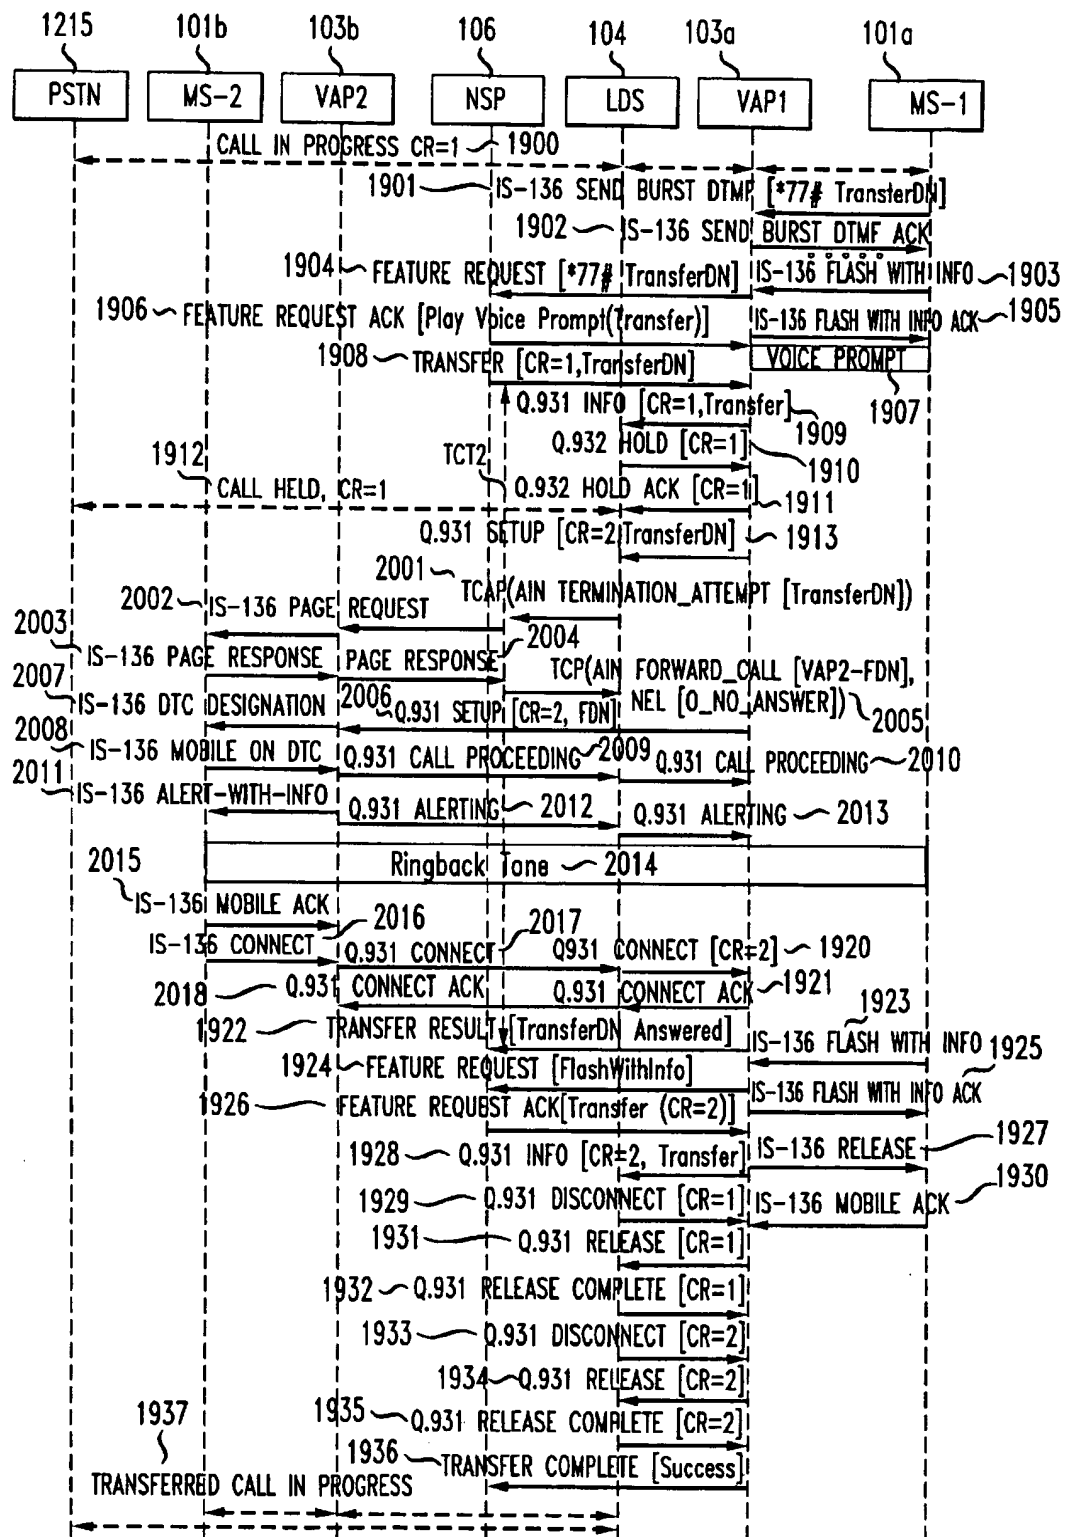 1215 101b 103b 106 104 103a 101a
PSTN MS-2 VAP2 NSP LDS VAP1 MS-1
CALL IN PROGRESS CR=1 1900
1901 IS-136 SEND BURST DTMF [*77# TransterDN]
1902 IS-136 SEND BURST DTMF ACK
1904 FEATURE REQUEST [*77# TransferDN] IS-136 FLASH WITH INFO 1903
1906 FEATURE REQUEST ACK [Play Voice Prompt(Transfer)] IS-136 FLASH WITH INFO ACK 1905
1908 TRANSFER [CR=1,TransferDN] VOICE PROMPT
1907
Q.931 INFO [CR=1,Transfer] 1909
TCT2 Q.932 HOLD [CR=1] 1910
1912 CALL HELD, CR=1 Q.932 HOLD ACK [CR=1] 1911
Q.931 SETUP [CR=2 TransferDN] 1913
2001 TCAP(AIN TERMINATION_ATTEMPT [TransferDN])
2002 IS-136 PAGE REQUEST
2003 IS-136 PAGE RESPONSE PAGE RESPONSE 2004
TCP(AIN FORWARD_CALL [VAP2-FDN],
NEL [O_NO_ANSWER]) 2005
2007 IS-136 DTC DESIGNATION 2006 Q.931 SETUP [CR=2, FDN]
2008 IS-136 MOBILE ON DTC Q.931 CALL PROCEEDING 2009 Q.931 CALL PROCEEDING 2010
2011 IS-136 ALERT-WITH-INFO Q.931 ALERTING 2012 Q.931 ALERTING 2013
Ringback Tone 2014
2015 IS-136 MOBILE ACK
IS-136 CONNECT 2016 Q.931 CONNECT 2017 Q931 CONNECT [CR=2] 1920
2018 Q.931 CONNECT ACK Q.931 CONNECT ACK 1921
1922 TRANSFER RESULT [TransferDN Answered] IS-136 FLASH WITH INFO 1923
1924 FEATURE REQUEST [FlashWithInfo] IS-136 FLASH WITH INFO ACK 1925
1926 FEATURE REQUEST ACK[Transfer (CR=2)]
1928 Q.931 INFO [CR=2, Transfer] IS-136 RELEASE 1927
1929 Q.931 DISCONNECT [CR=1] IS-136 MOBILE ACK 1930
1931 Q.931 RELEASE [CR=1]
1932 Q.931 RELEASE COMPLETE [CR=1]
1933 Q.931 DISCONNECT [CR=2]
1934 Q.931 RELEASE [CR=2]
1935 Q.931 RELEASE COMPLETE [CR=2]
1936 TRANSFER COMPLETE [Success]
1937 TRANSFERRED CALL IN PROGRESS